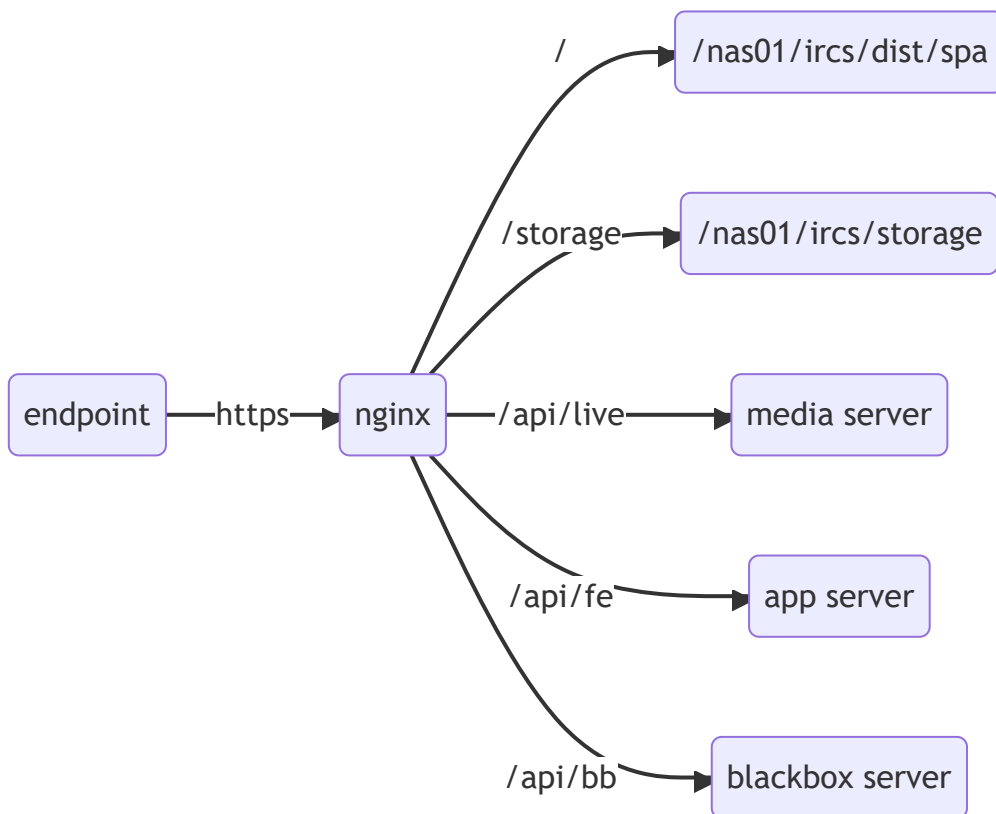 /
/nas01/ircs/dist/spa
/storage
/nas01/ircs/storage
endpoint
https
nginx
/api/live
media server
/api/fe
app server
/api/bb
blackbox server